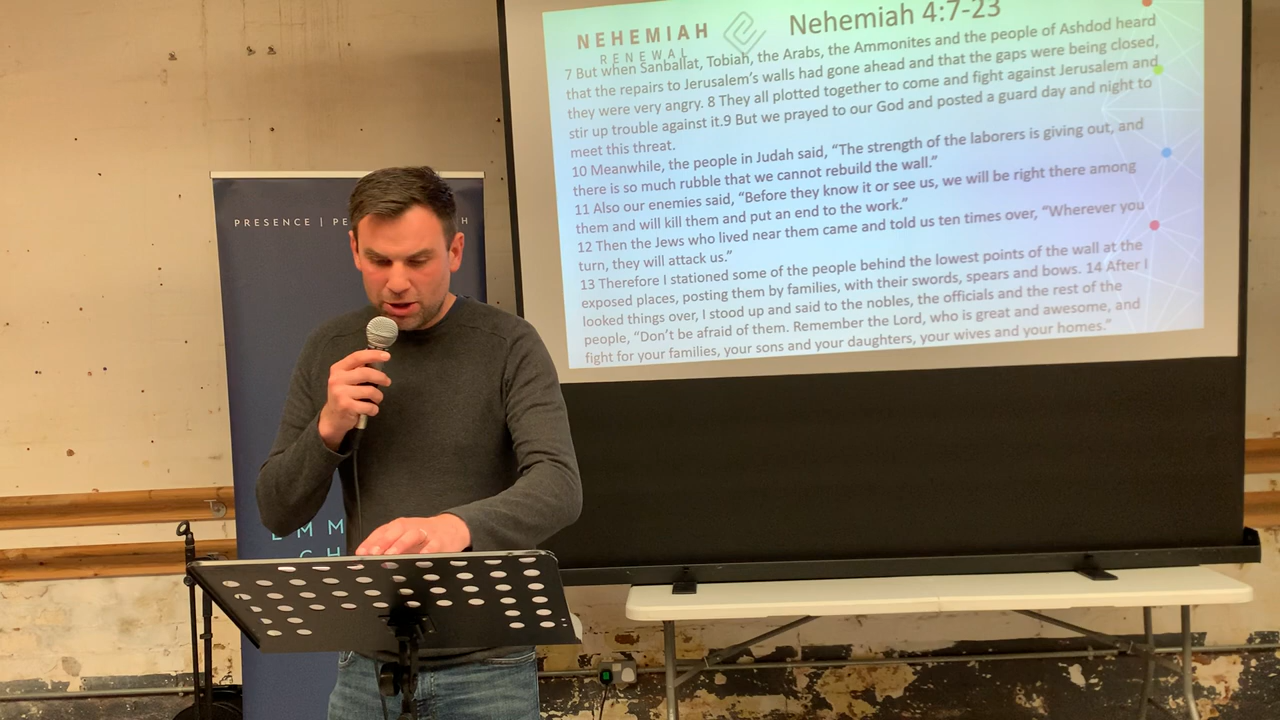 NEHEMIAH
RENEWAL
Nehemiah 4:7-23
7 But when Sanballat, Tobiah, the Arabs, the Ammonites and the people of Ashdod heard
that the repairs to Jerusalem's walls had gone ahead and that the gaps were being closed,
they were very angry. 8 They all plotted together to come and fight against Jerusalem and
stir up trouble against it.9 But we prayed to our God and posted a guard day and night to
meet this threat.
10 Meanwhile, the people in Judah said, "The strength of the laborers is giving out, and
there is so much rubble that we cannot rebuild the wall."
11 Also our enemies said, "Before they know it or see us, we will be right there among
them and will kill them and put an end to the work."
12 Then the Jews who lived near them came and told us ten times over, "Wherever you
turn, they will attack us."
13 Therefore I stationed some of the people behind the lowest points of the wall at the
exposed places, posting them by families, with their swords, spears and bows. 14 After I
looked things over, I stood up and said to the nobles, the officials and the rest of the
people, "Don't be afraid of them. Remember the Lord, who is great and awesome, and
fight for your families, your sons and your daughters, your wives and your homes."
PRESENCE |